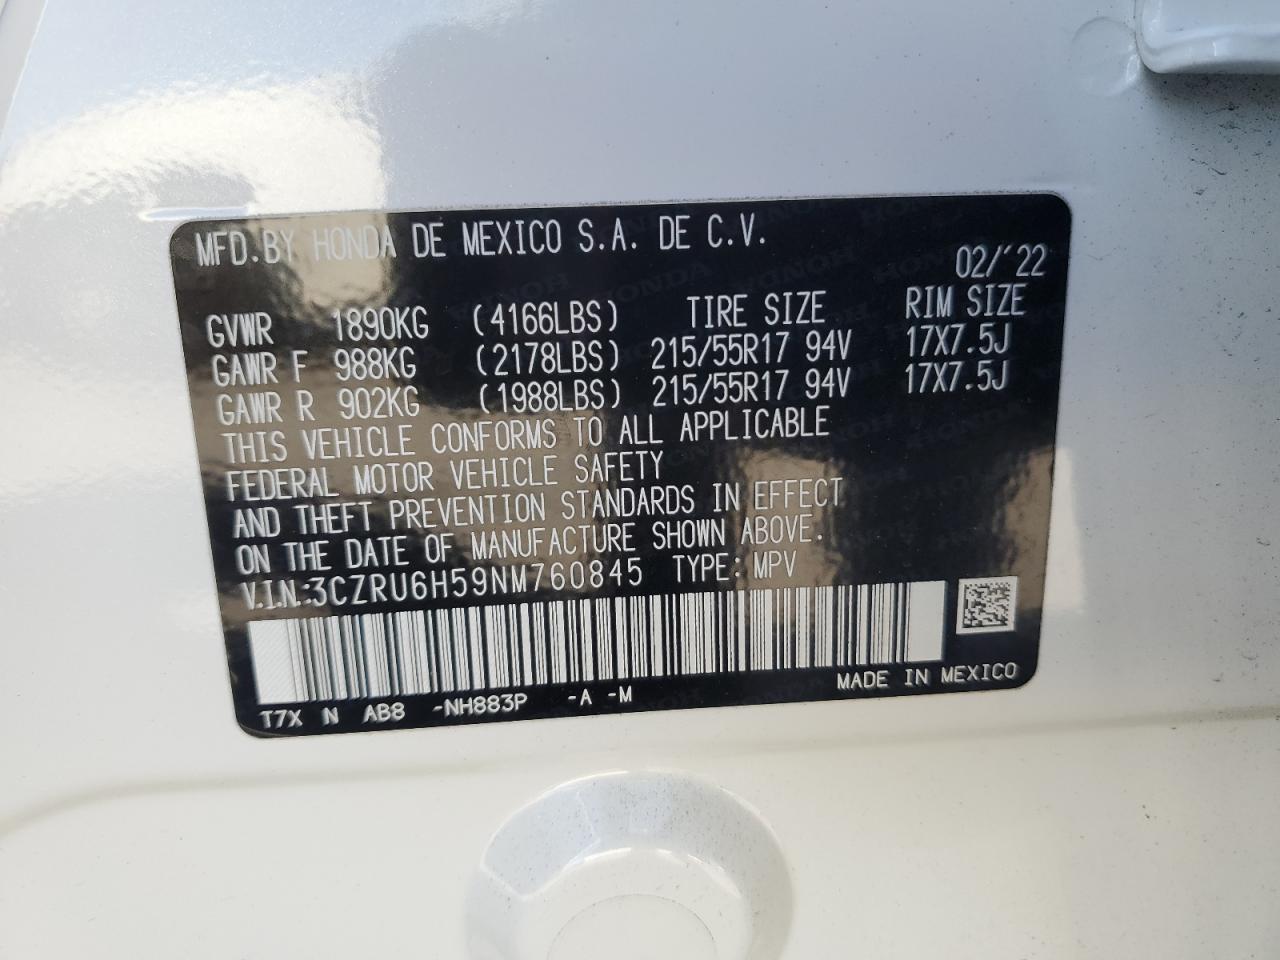 MFD.BY HONDA DE MEXICO S.A. DE C.V.
02/'22
GVWR 1890KG (4166LBS) TIRE SIZE RIM SIZE
GAWR F 988KG (2178LBS) 215/55R17 94V 17X7.5J
GAWR R 902KG (1988LBS) 215/55R17 94V 17X7.5J
THIS VEHICLE CONFORMS TO ALL APPLICABLE
FEDERAL MOTOR VEHICLE SAFETY
AND THEFT PREVENTION STANDARDS IN EFFECT
ON THE DATE OF MANUFACTURE SHOWN ABOVE.
V.I.N.:3CZRU6H59NM760845 TYPE: MPV
T7X N AB8 -NH883P -A -M MADE IN MEXICO